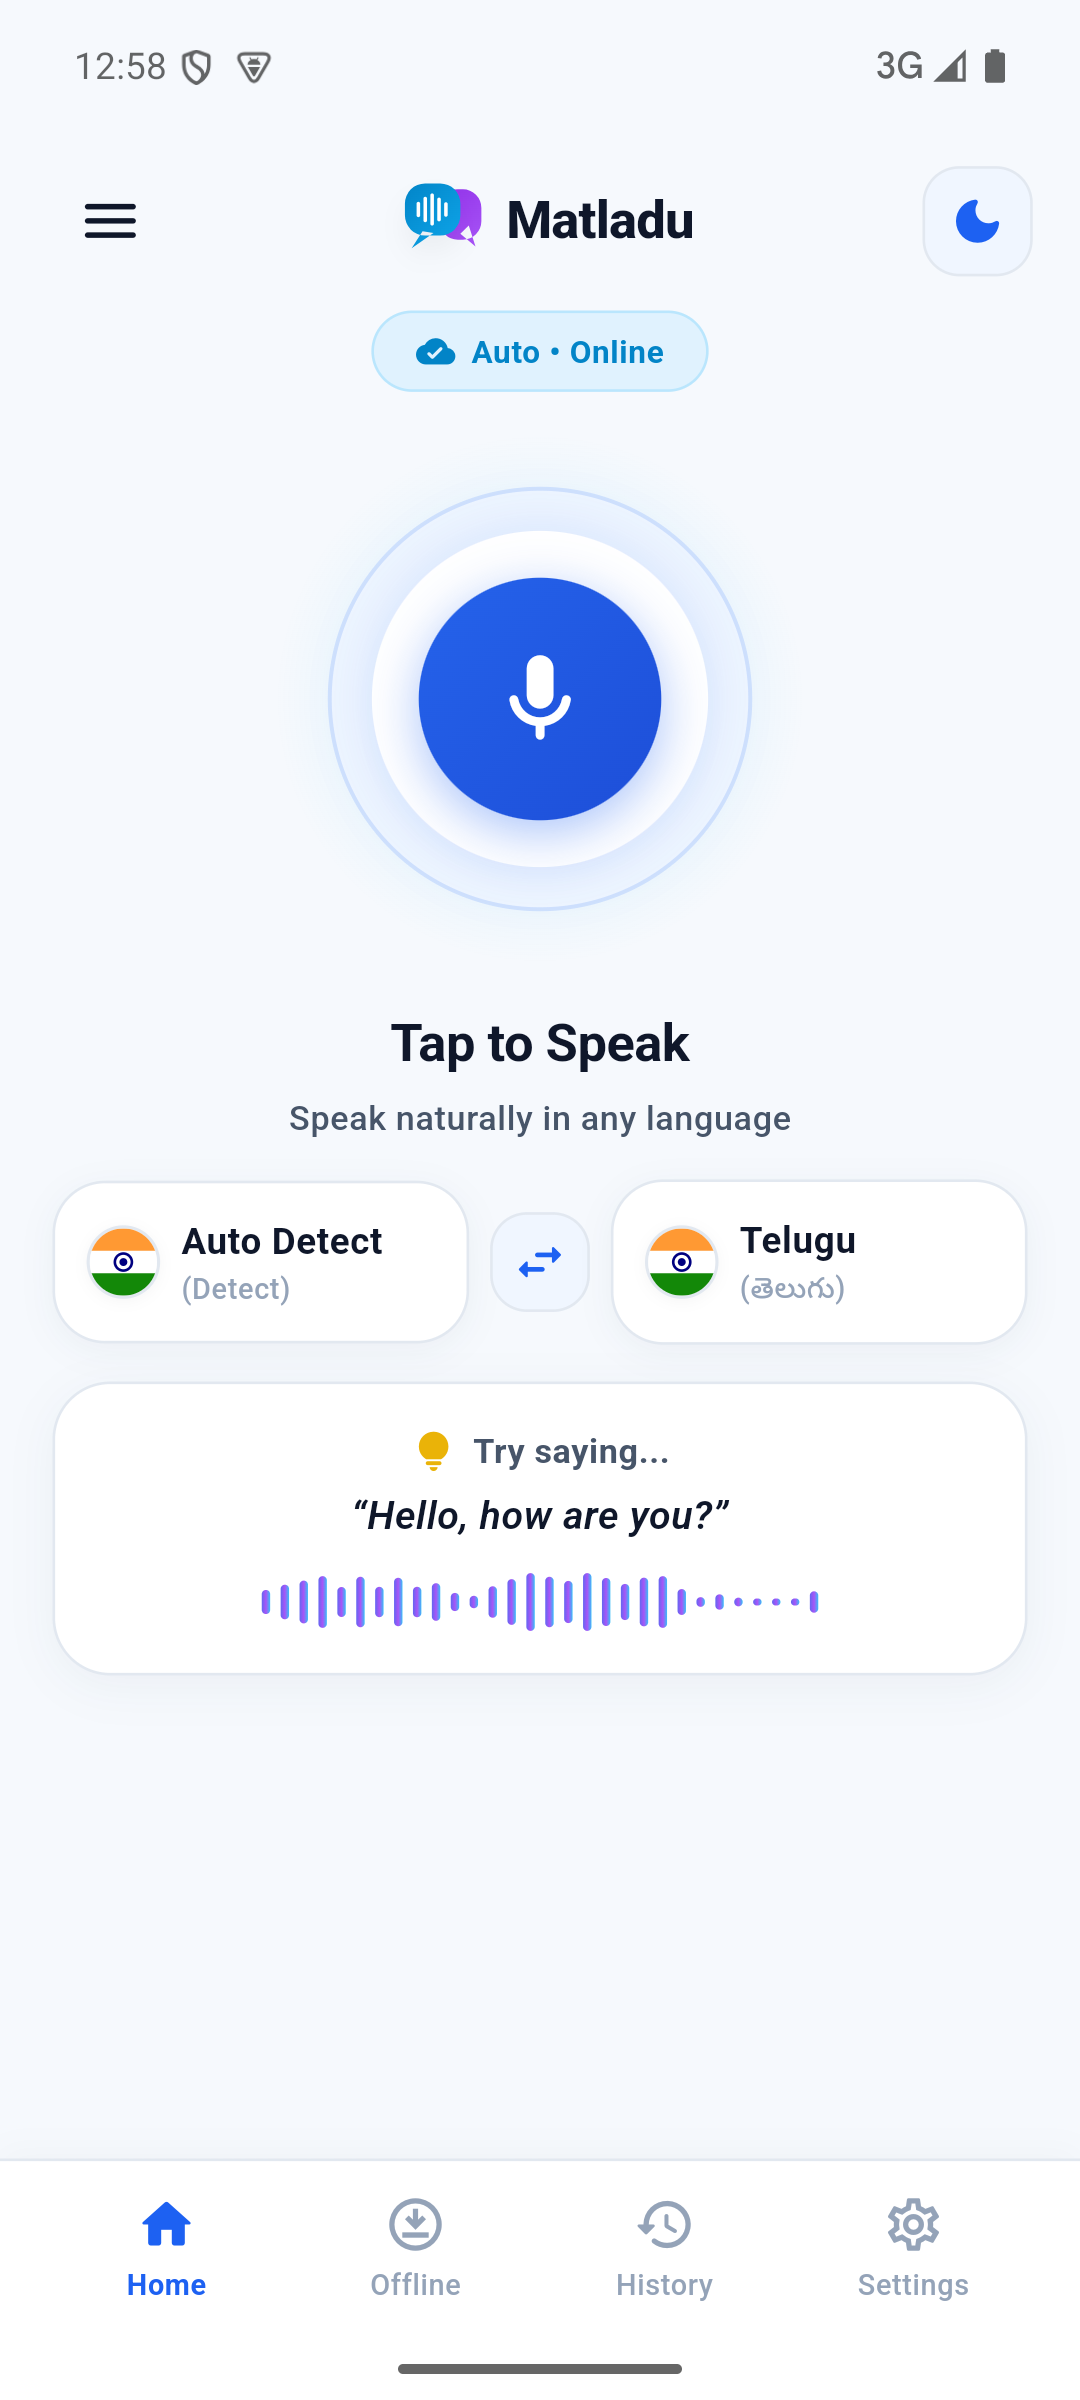 12:58
3G
Matladu
Auto • Online
Tap to Speak
Speak naturally in any language
Auto Detect
(Detect)
Telugu
(తెలుగు)
Try saying...
“Hello, how are you?”
Home
Offline
History
Settings